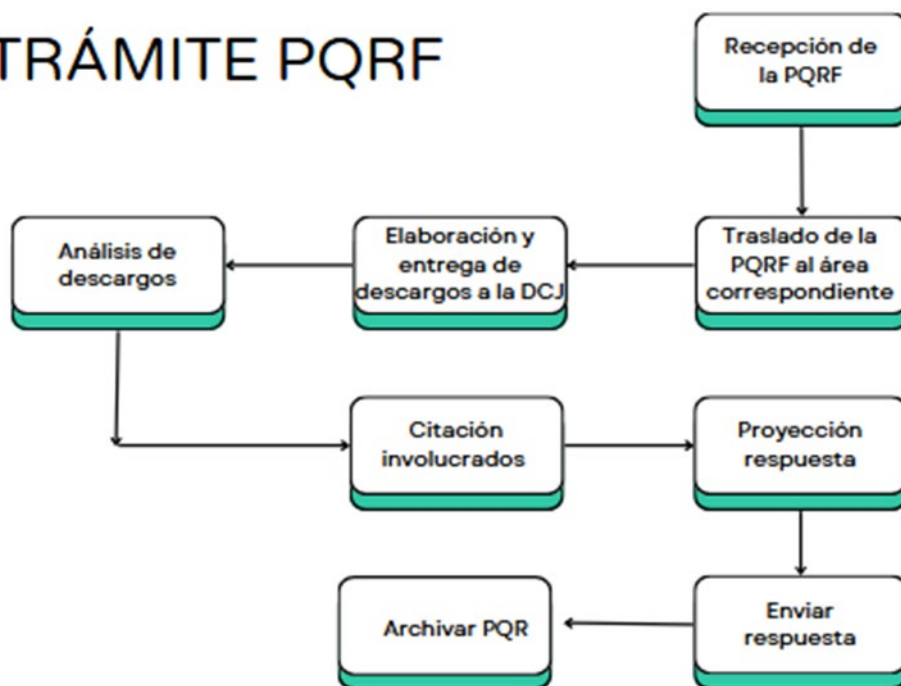 TRÁMITE PQRF
Recepción de
la PQRF
Traslado de la
PQRF al área
correspondiente
Elaboración y
entrega de
descargos a la DCJ
Análisis de
descargos
Citación
involucrados
Proyección
respuesta
Enviar
respuesta
Archivar PQR